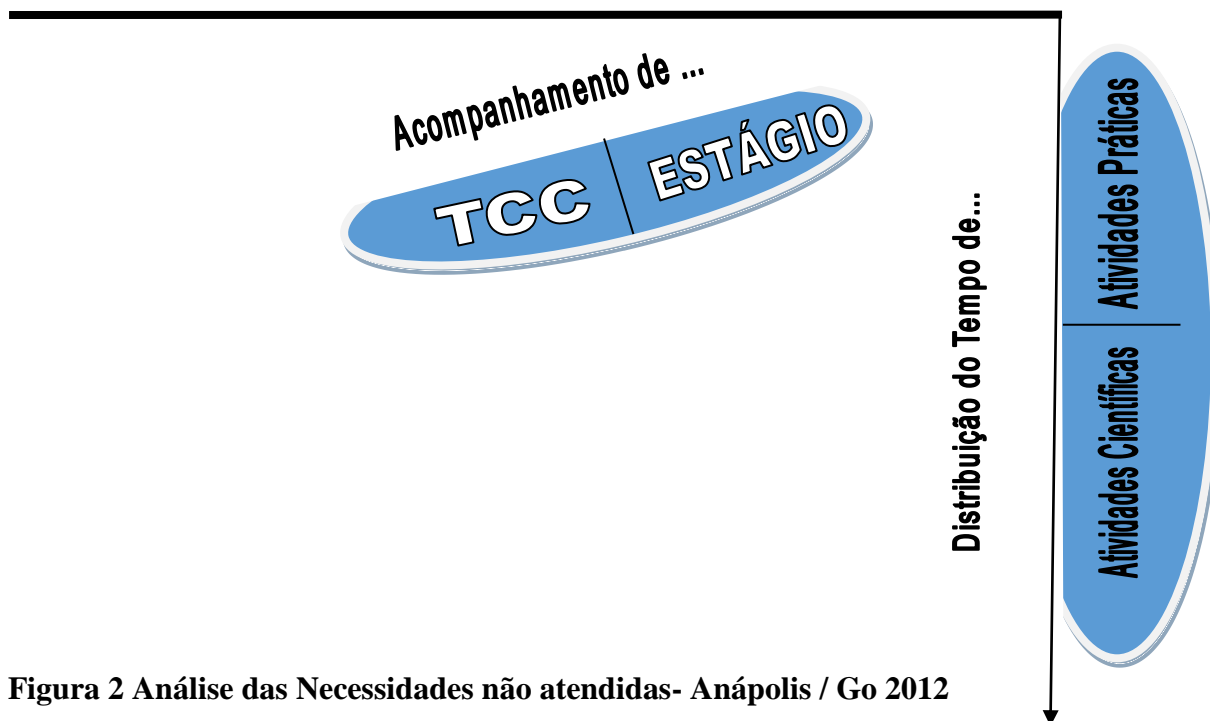 Acompanhamento de ...
TCC
ESTÁGIO
Distribuição do Tempo de...
Atividades Práticas
Atividades Científicas
Figura 2 Análise das Necessidades não atendidas- Anápolis / Go 2012